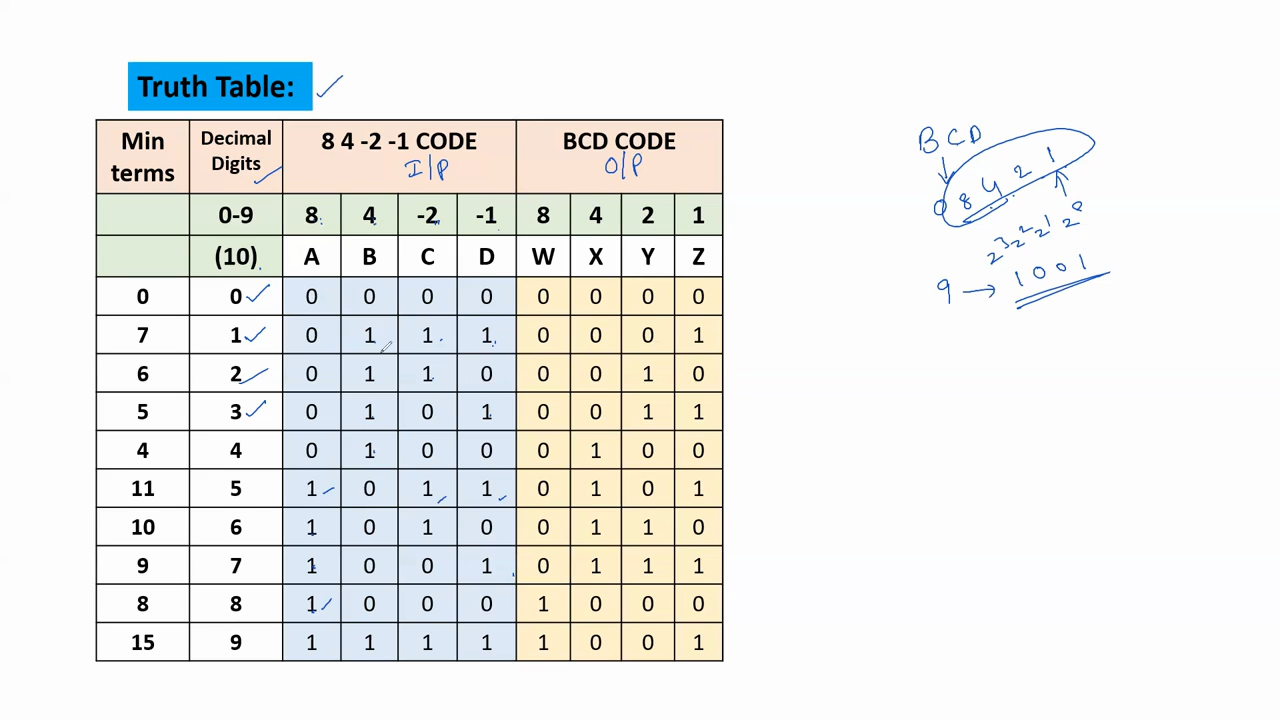 Truth Table:
Min terms Decimal Digits 8 4 -2 -1 CODE BCD CODE
I/P O/P
0-9 8 4 -2 -1 8 4 2 1
(10) A B C D W X Y Z
0 0 0 0 0 0 0 0 0 0
7 1 0 1 1 1 0 0 0 1
6 2 0 1 1 0 0 0 1 0
5 3 0 1 0 1 0 0 1 1
4 4 0 1 0 0 0 1 0 0
11 5 1 0 1 1 0 1 0 1
10 6 1 0 1 0 0 1 1 0
9 7 1 0 0 1 0 1 1 1
8 8 1 0 0 0 1 0 0 0
15 9 1 1 1 1 1 0 0 1
BCD
0 8 4 2 1
2³ 2² 2¹ 2⁰
9 → 1 0 0 1